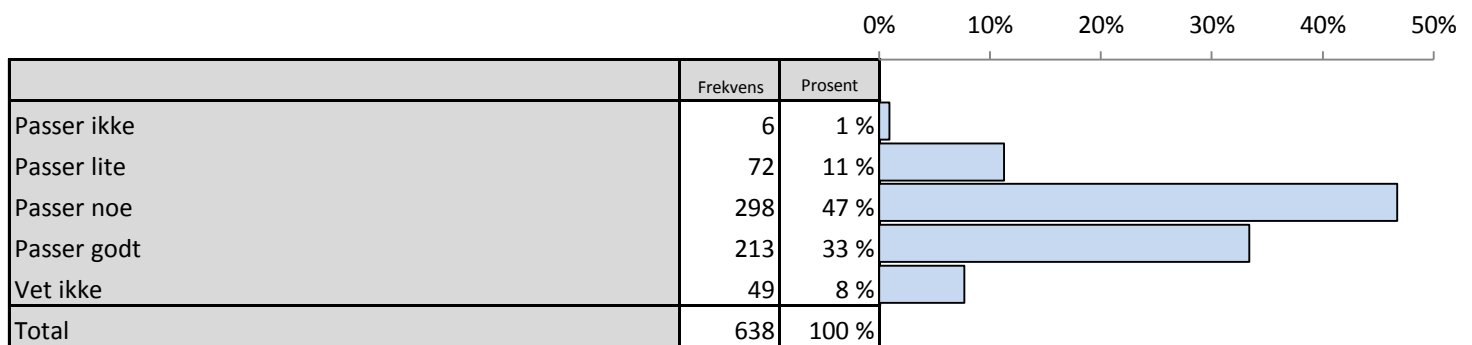 0% 10% 20% 30% 40% 50%
Frekvens Prosent
Passer ikke 6 1 %
Passer lite 72 11 %
Passer noe 298 47 %
Passer godt 213 33 %
Vet ikke 49 8 %
Total 638 100 %